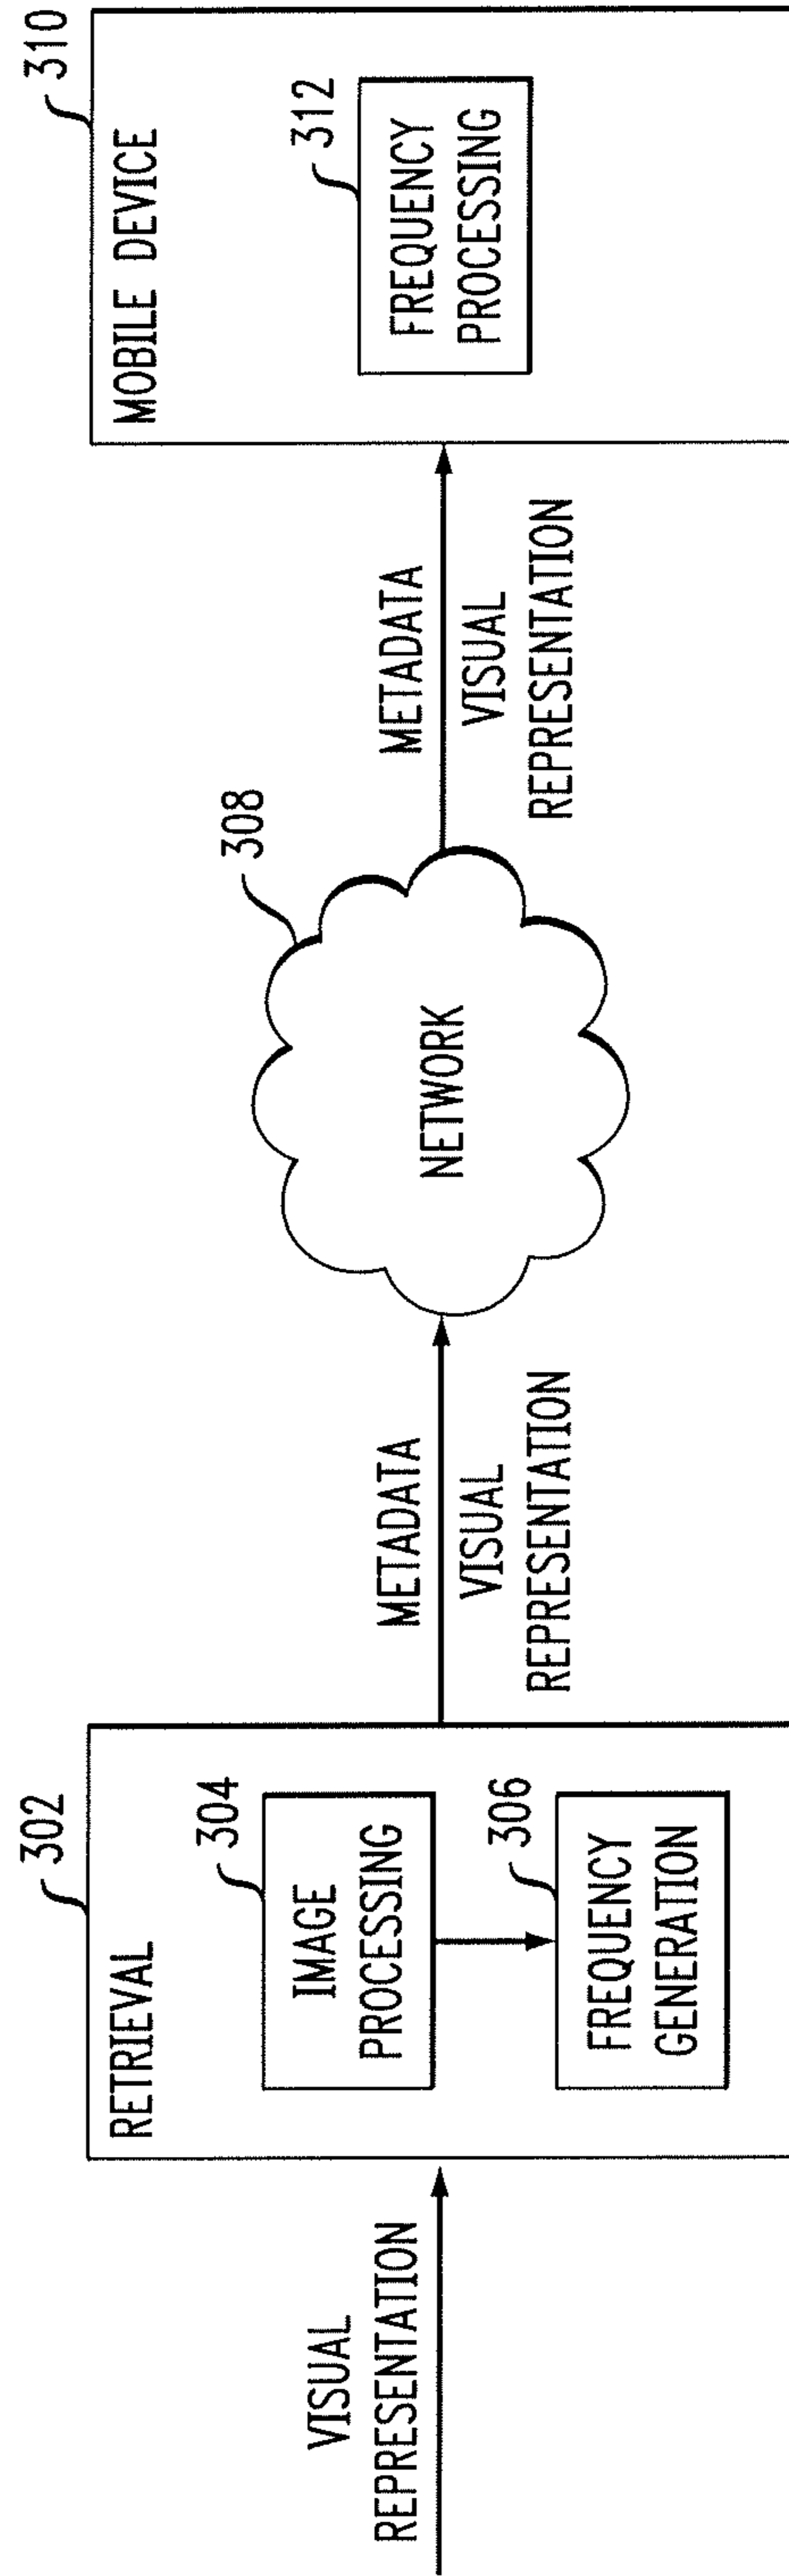 VISUAL
REPRESENTATION
302
RETRIEVAL
304
IMAGE
PROCESSING
306
FREQUENCY
GENERATION
METADATA
VISUAL
REPRESENTATION
308
NETWORK
METADATA
VISUAL
REPRESENTATION
310
MOBILE DEVICE
312
FREQUENCY
PROCESSING